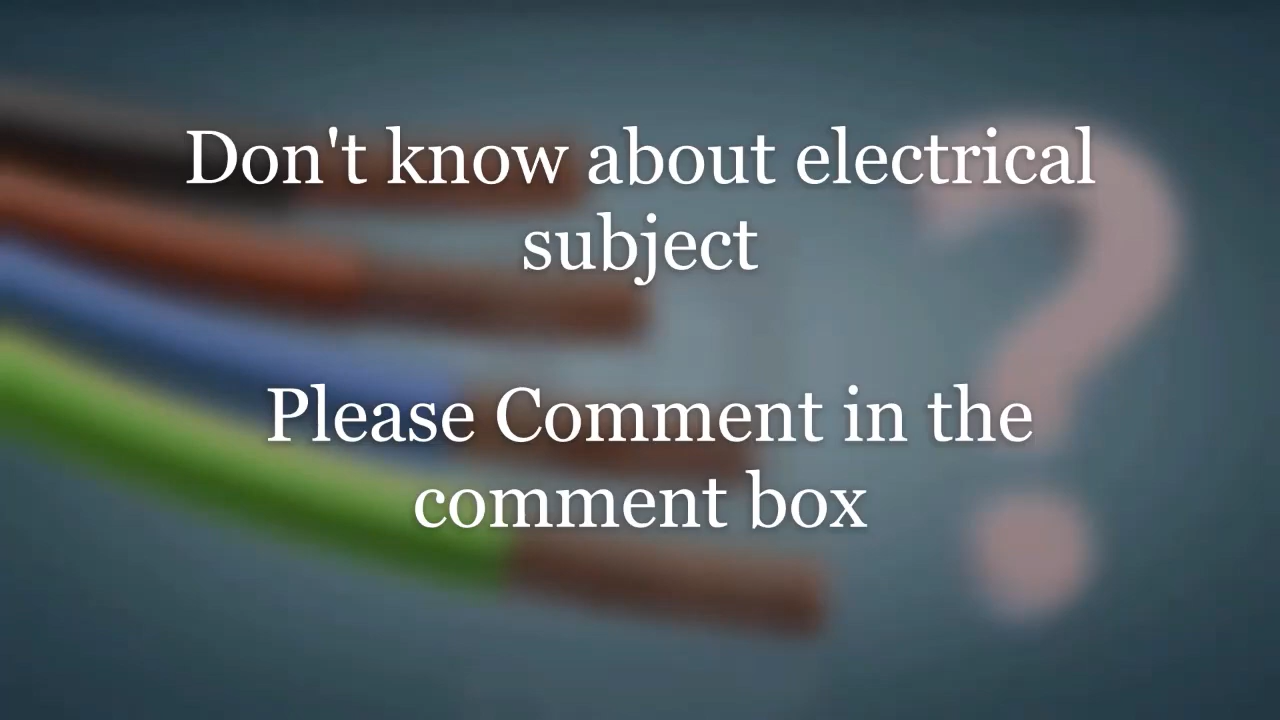 Don't know about electrical
subject
Please Comment in the
comment box